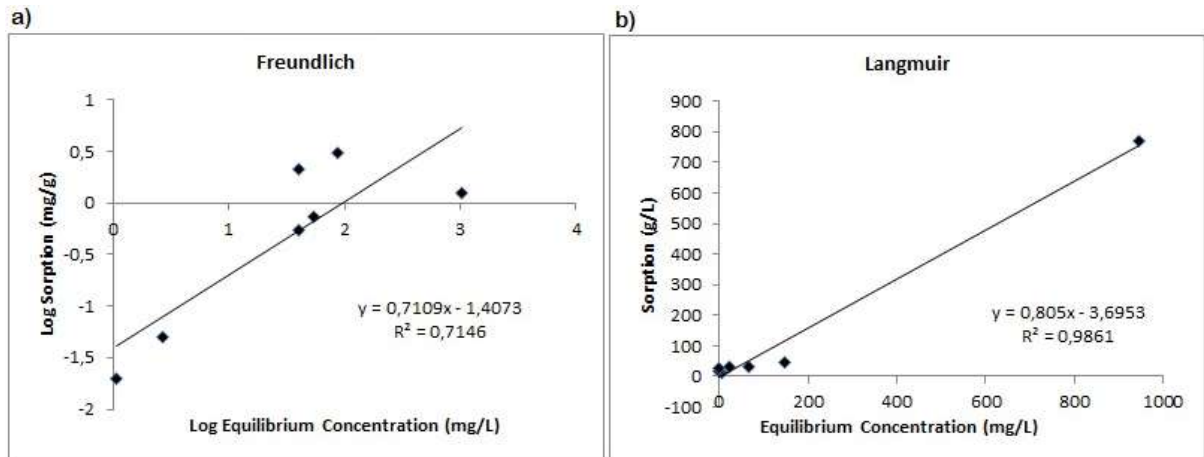 a)
Freundlich
1
0,5
0
-0,5
-1
-1,5
-2
0
1
2
3
4
Log Sorption (mg/g)
y = 0,7109x - 1,4073
R² = 0,7146
Log Equilibrium Concentration (mg/L)
b)
Langmuir
900
800
700
600
500
400
300
200
100
0
-100
0
200
400
600
800
1000
Sorption (g/L)
y = 0,805x - 3,6953
R² = 0,9861
Equilibrium Concentration (mg/L)